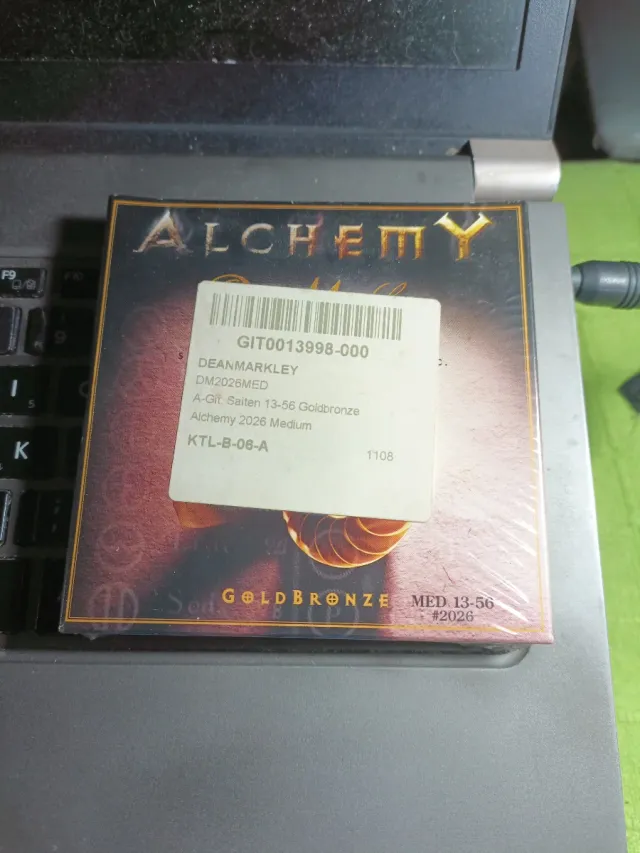 ALCHEMY
GIT0013998-000
DEANMARKLEY
DM2026MED
A-Git. Saiten 13-56 Goldbronze
Alchemy 2026 Medium
KTL-B-06-A 1108
GOLDBRONZE
MED. 13-56
#2026
F9
I
K